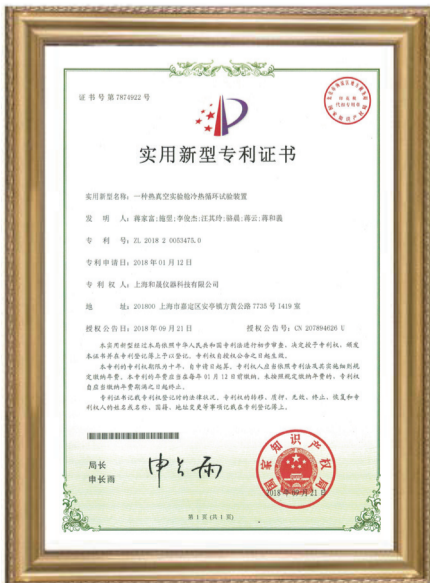 证书号第7874922号
实用新型专利证书
实用新型名称：一种热真空实验舱冷热循环试验装置
发 明 人：蒋家富;施里;李俊杰;汪其玲;骆晨;蒋云;蒋和義
专 利 号：ZL 2018 2 0053475.0
专利申请日：2018年01月12日
专 利 权 人：上海和晟仪器科技有限公司
地 址：201800 上海市嘉定区安亭镇方黄公路7735号1419室
授权公告日：2018年09月21日 授权公告号：CN 207894626 U
本实用新型经过本局依照中华人民共和国专利法进行初步审查，决定授予专利权，颁发
本证书并在专利登记簿上予以登记。专利权自授权公告之日起生效。
本专利的专利权期限为十年，自申请日起算。专利权人应当依照专利法及其实施细则规
定缴纳年费。本专利的年费应当在每年01月12日前缴纳。未按照规定缴纳年费的，专利权
自应当缴纳年费期满之日起终止。
专利证书记载专利权登记时的法律状况。专利权的转移、质押、无效、终止、恢复和专
利权人的姓名或名称、国籍、地址变更等事项记载在专利登记簿上。
局长
申长雨
申长雨
国家知识产权局
2018年09月21日
第 1 页 (共 1 页)